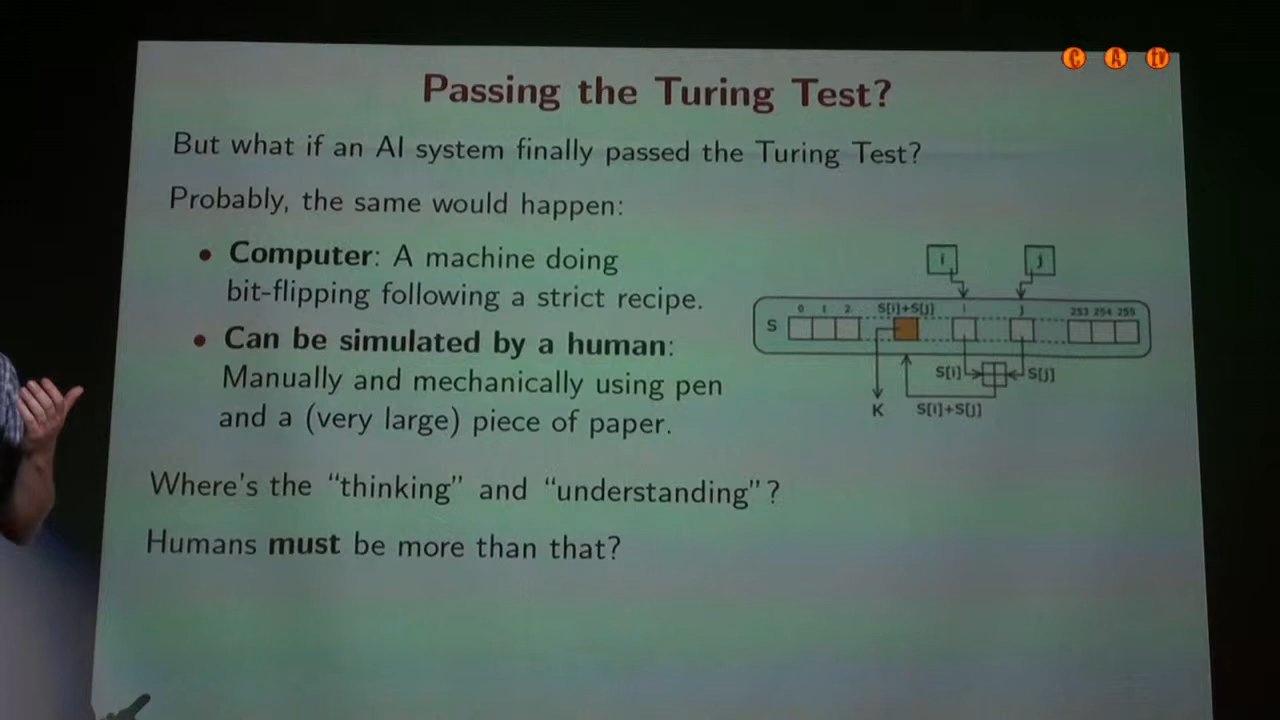 C A tv
Passing the Turing Test?
But what if an AI system finally passed the Turing Test?
Probably, the same would happen:
• Computer: A machine doing
bit-flipping following a strict recipe.
• Can be simulated by a human:
Manually and mechanically using pen
and a (very large) piece of paper.
i j
0 1 2 S[i]+S[j] i j 253 254 255
S
S[i] S[j]
K S[i]+S[j]
Where's the “thinking” and “understanding”?
Humans must be more than that?